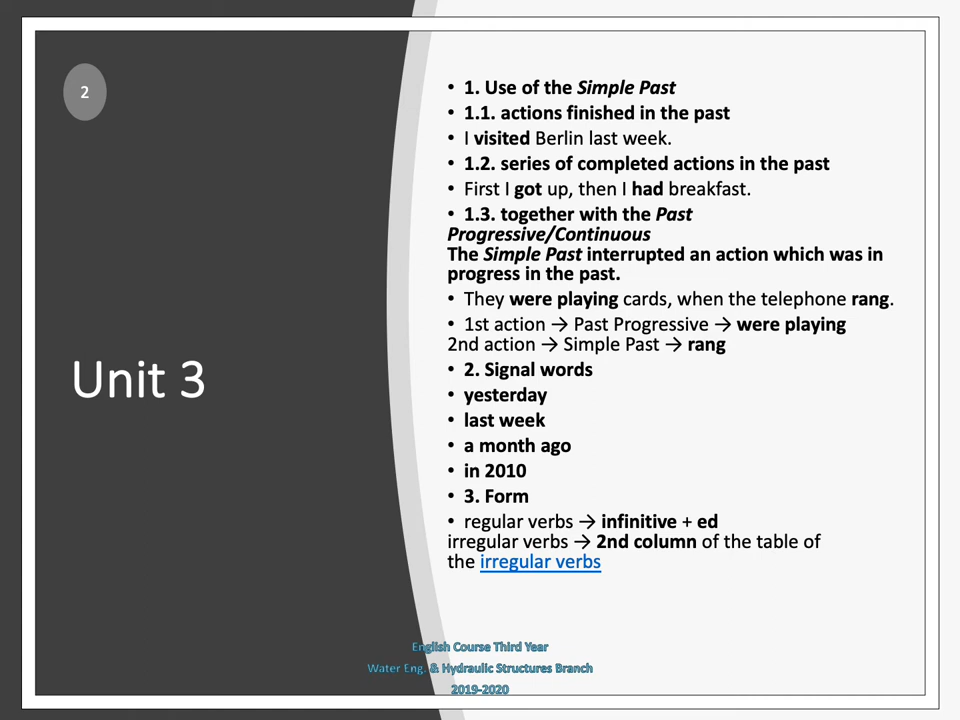 2
Unit 3
• 1. Use of the Simple Past
• 1.1. actions finished in the past
• I visited Berlin last week.
• 1.2. series of completed actions in the past
• First I got up, then I had breakfast.
• 1.3. together with the Past
Progressive/Continuous
The Simple Past interrupted an action which was in
progress in the past.
• They were playing cards, when the telephone rang.
• 1st action → Past Progressive → were playing
2nd action → Simple Past → rang
• 2. Signal words
• yesterday
• last week
• a month ago
• in 2010
• 3. Form
• regular verbs → infinitive + ed
irregular verbs → 2nd column of the table of
the irregular verbs
English Course Third Year
Water Eng. & Hydraulic Structures Branch
2019-2020